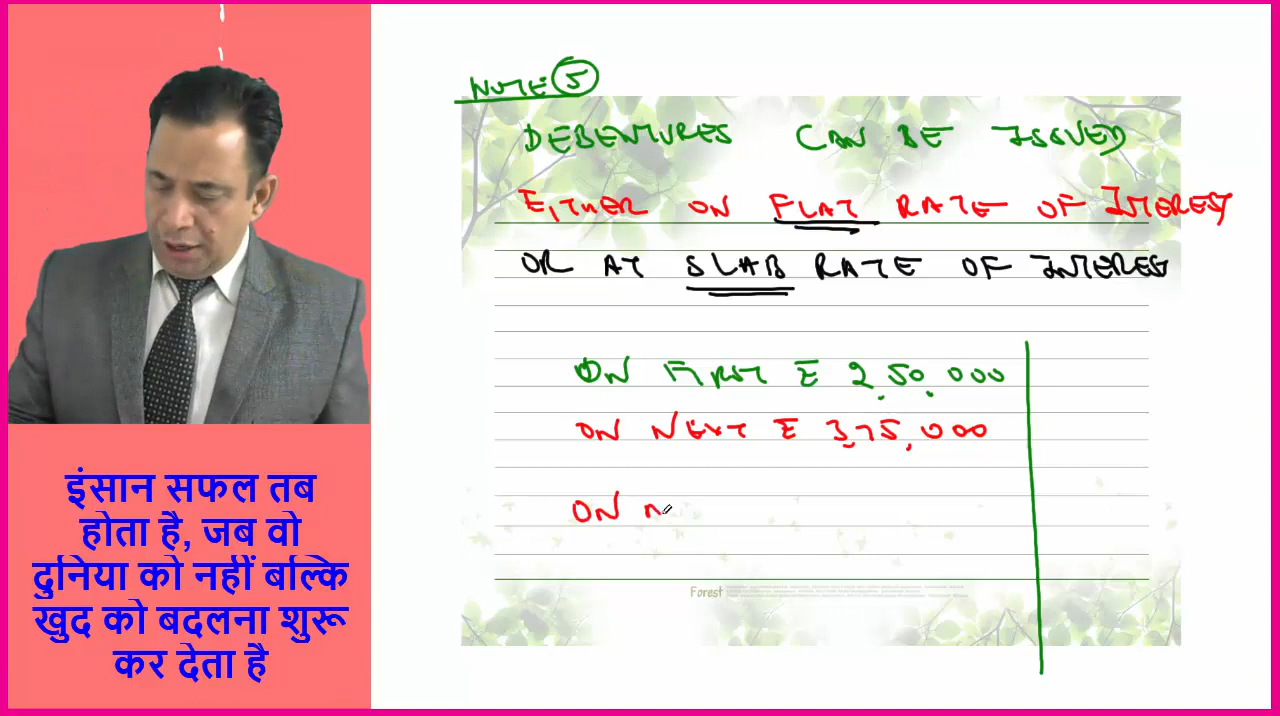 NOTE 5
DEBENTURES CAN BE ISSUED
EITHER ON FLAT RATE OF INTEREST
OR AT SLAB RATE OF INTEREST
ON FIRST ₹ 2,50,000
ON NEXT ₹ 3,75,000
ON n
Forest
इंसान सफल तब
होता है, जब वो
दुनिया को नहीं बल्कि
खुद को बदलना शुरू
कर देता है